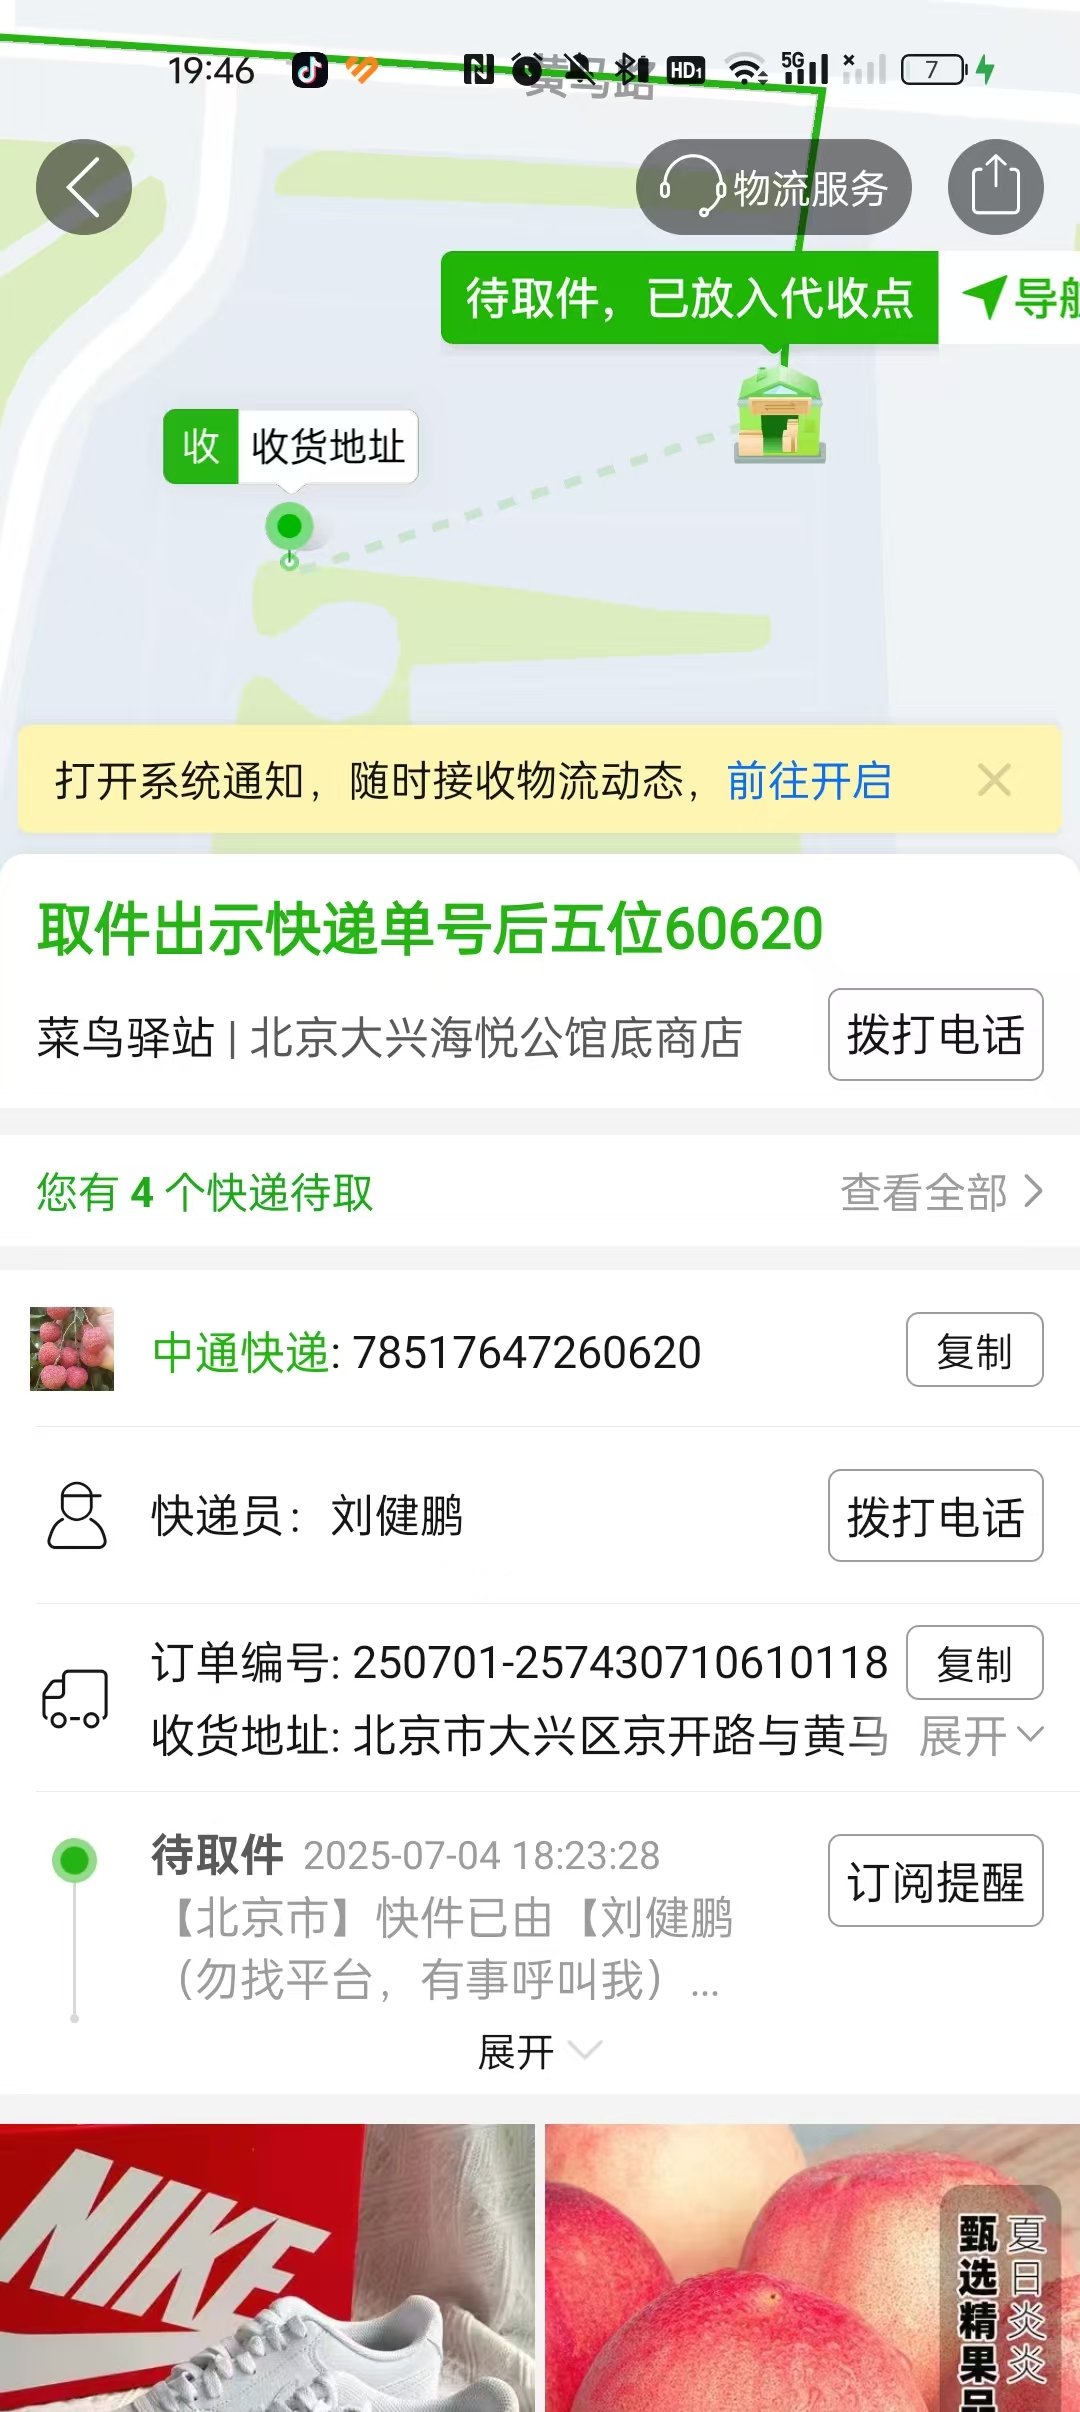 19:46
HD1
5G
7
黄马路
物流服务
待取件，已放入代收点
导航
收 收货地址
打开系统通知，随时接收物流动态，前往开启
取件出示快递单号后五位60620
菜鸟驿站 | 北京大兴海悦公馆底商店
拨打电话
您有 4 个快递待取
查看全部
中通快递: 78517647260620
复制
快递员：刘健鹏
拨打电话
订单编号: 250701-257430710610118
复制
收货地址: 北京市大兴区京开路与黄马
展开
待取件 2025-07-04 18:23:28
订阅提醒
【北京市】快件已由【刘健鹏
（勿找平台，有事呼叫我）...
展开
NIKE
夏日炎炎
甄选精果品